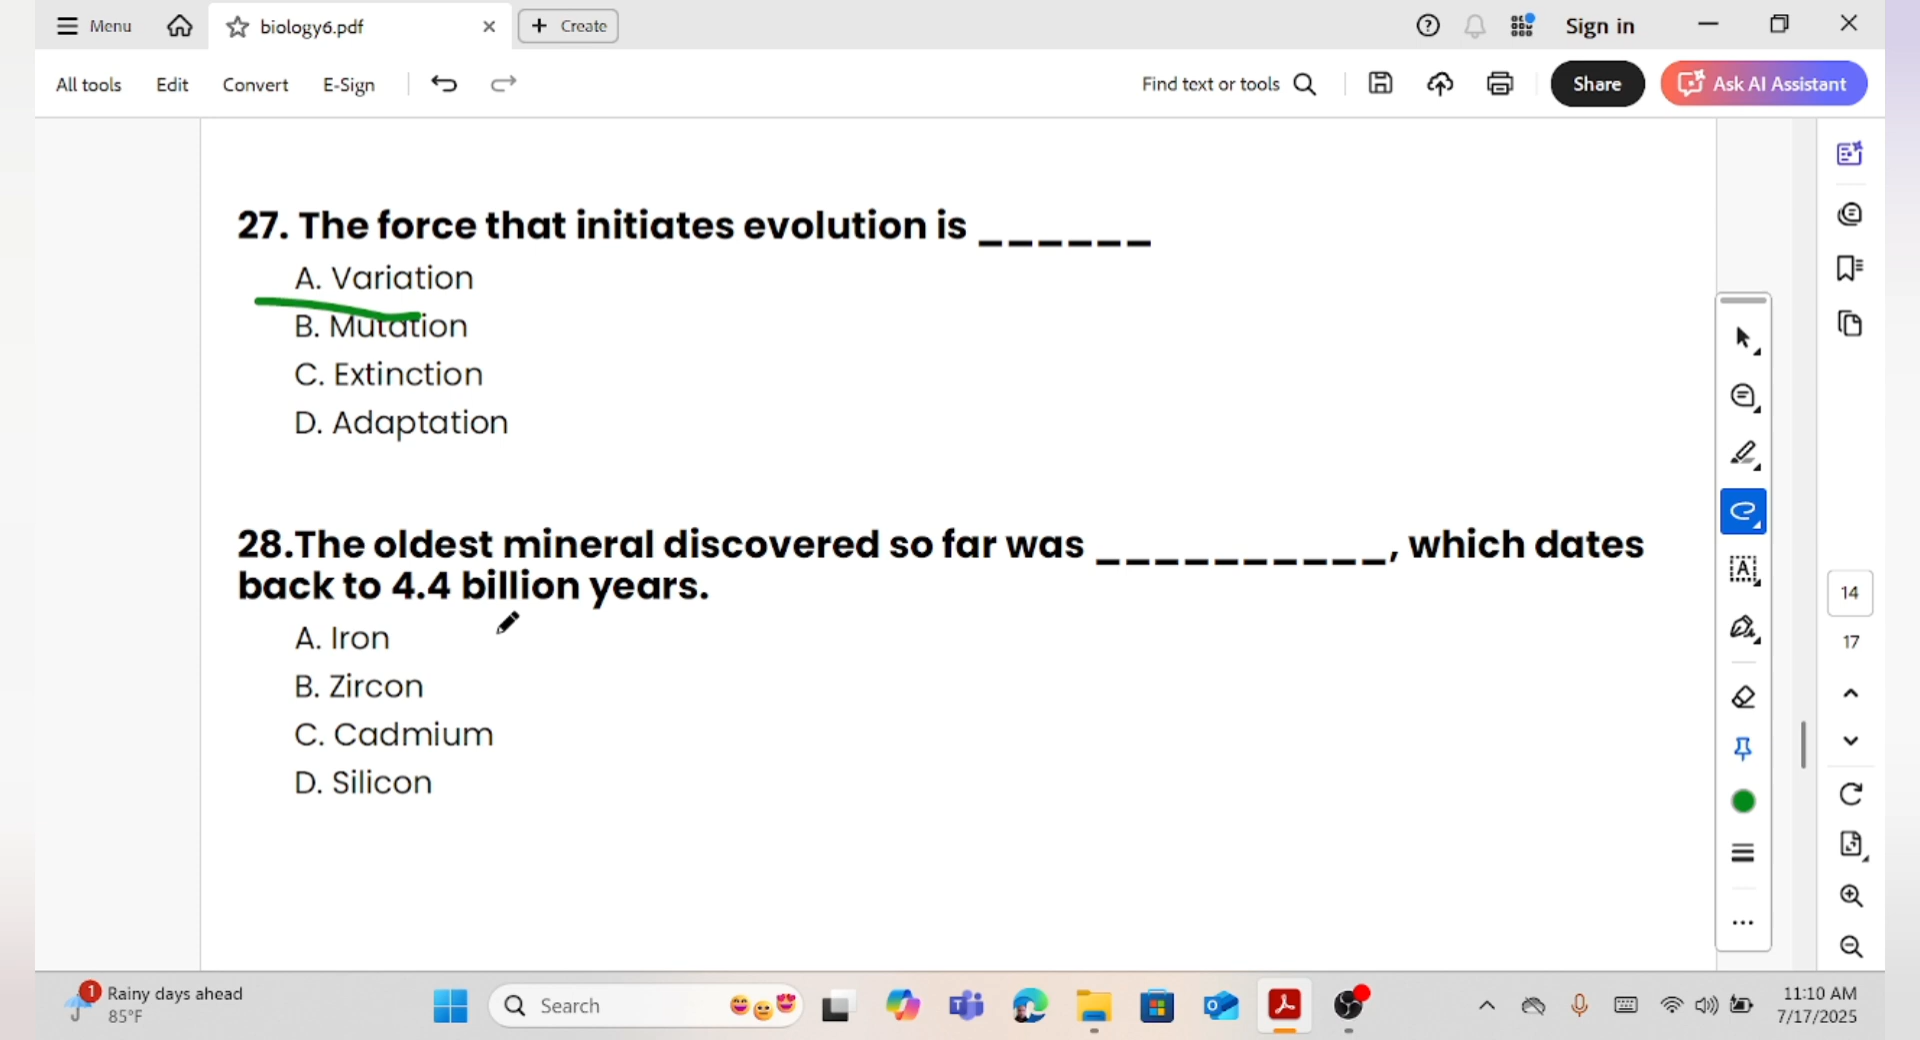 Menu
biology6.pdf
Create
Sign in
All tools
Edit
Convert
E-Sign
Find text or tools
Share
Ask AI Assistant
27. The force that initiates evolution is ______
A. Variation
B. Mutation
C. Extinction
D. Adaptation
28.The oldest mineral discovered so far was __________, which dates
back to 4.4 billion years.
A. Iron
B. Zircon
C. Cadmium
D. Silicon
14
17
1
Rainy days ahead
85°F
Search
11:10 AM
7/17/2025